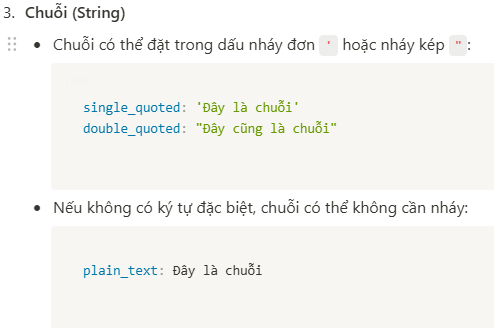 3. Chuỗi (String)
• Chuỗi có thể đặt trong dấu nháy đơn ' hoặc nháy kép ":
single_quoted: 'Đây là chuỗi'
double_quoted: "Đây cũng là chuỗi"
• Nếu không có ký tự đặc biệt, chuỗi có thể không cần nháy:
plain_text: Đây là chuỗi